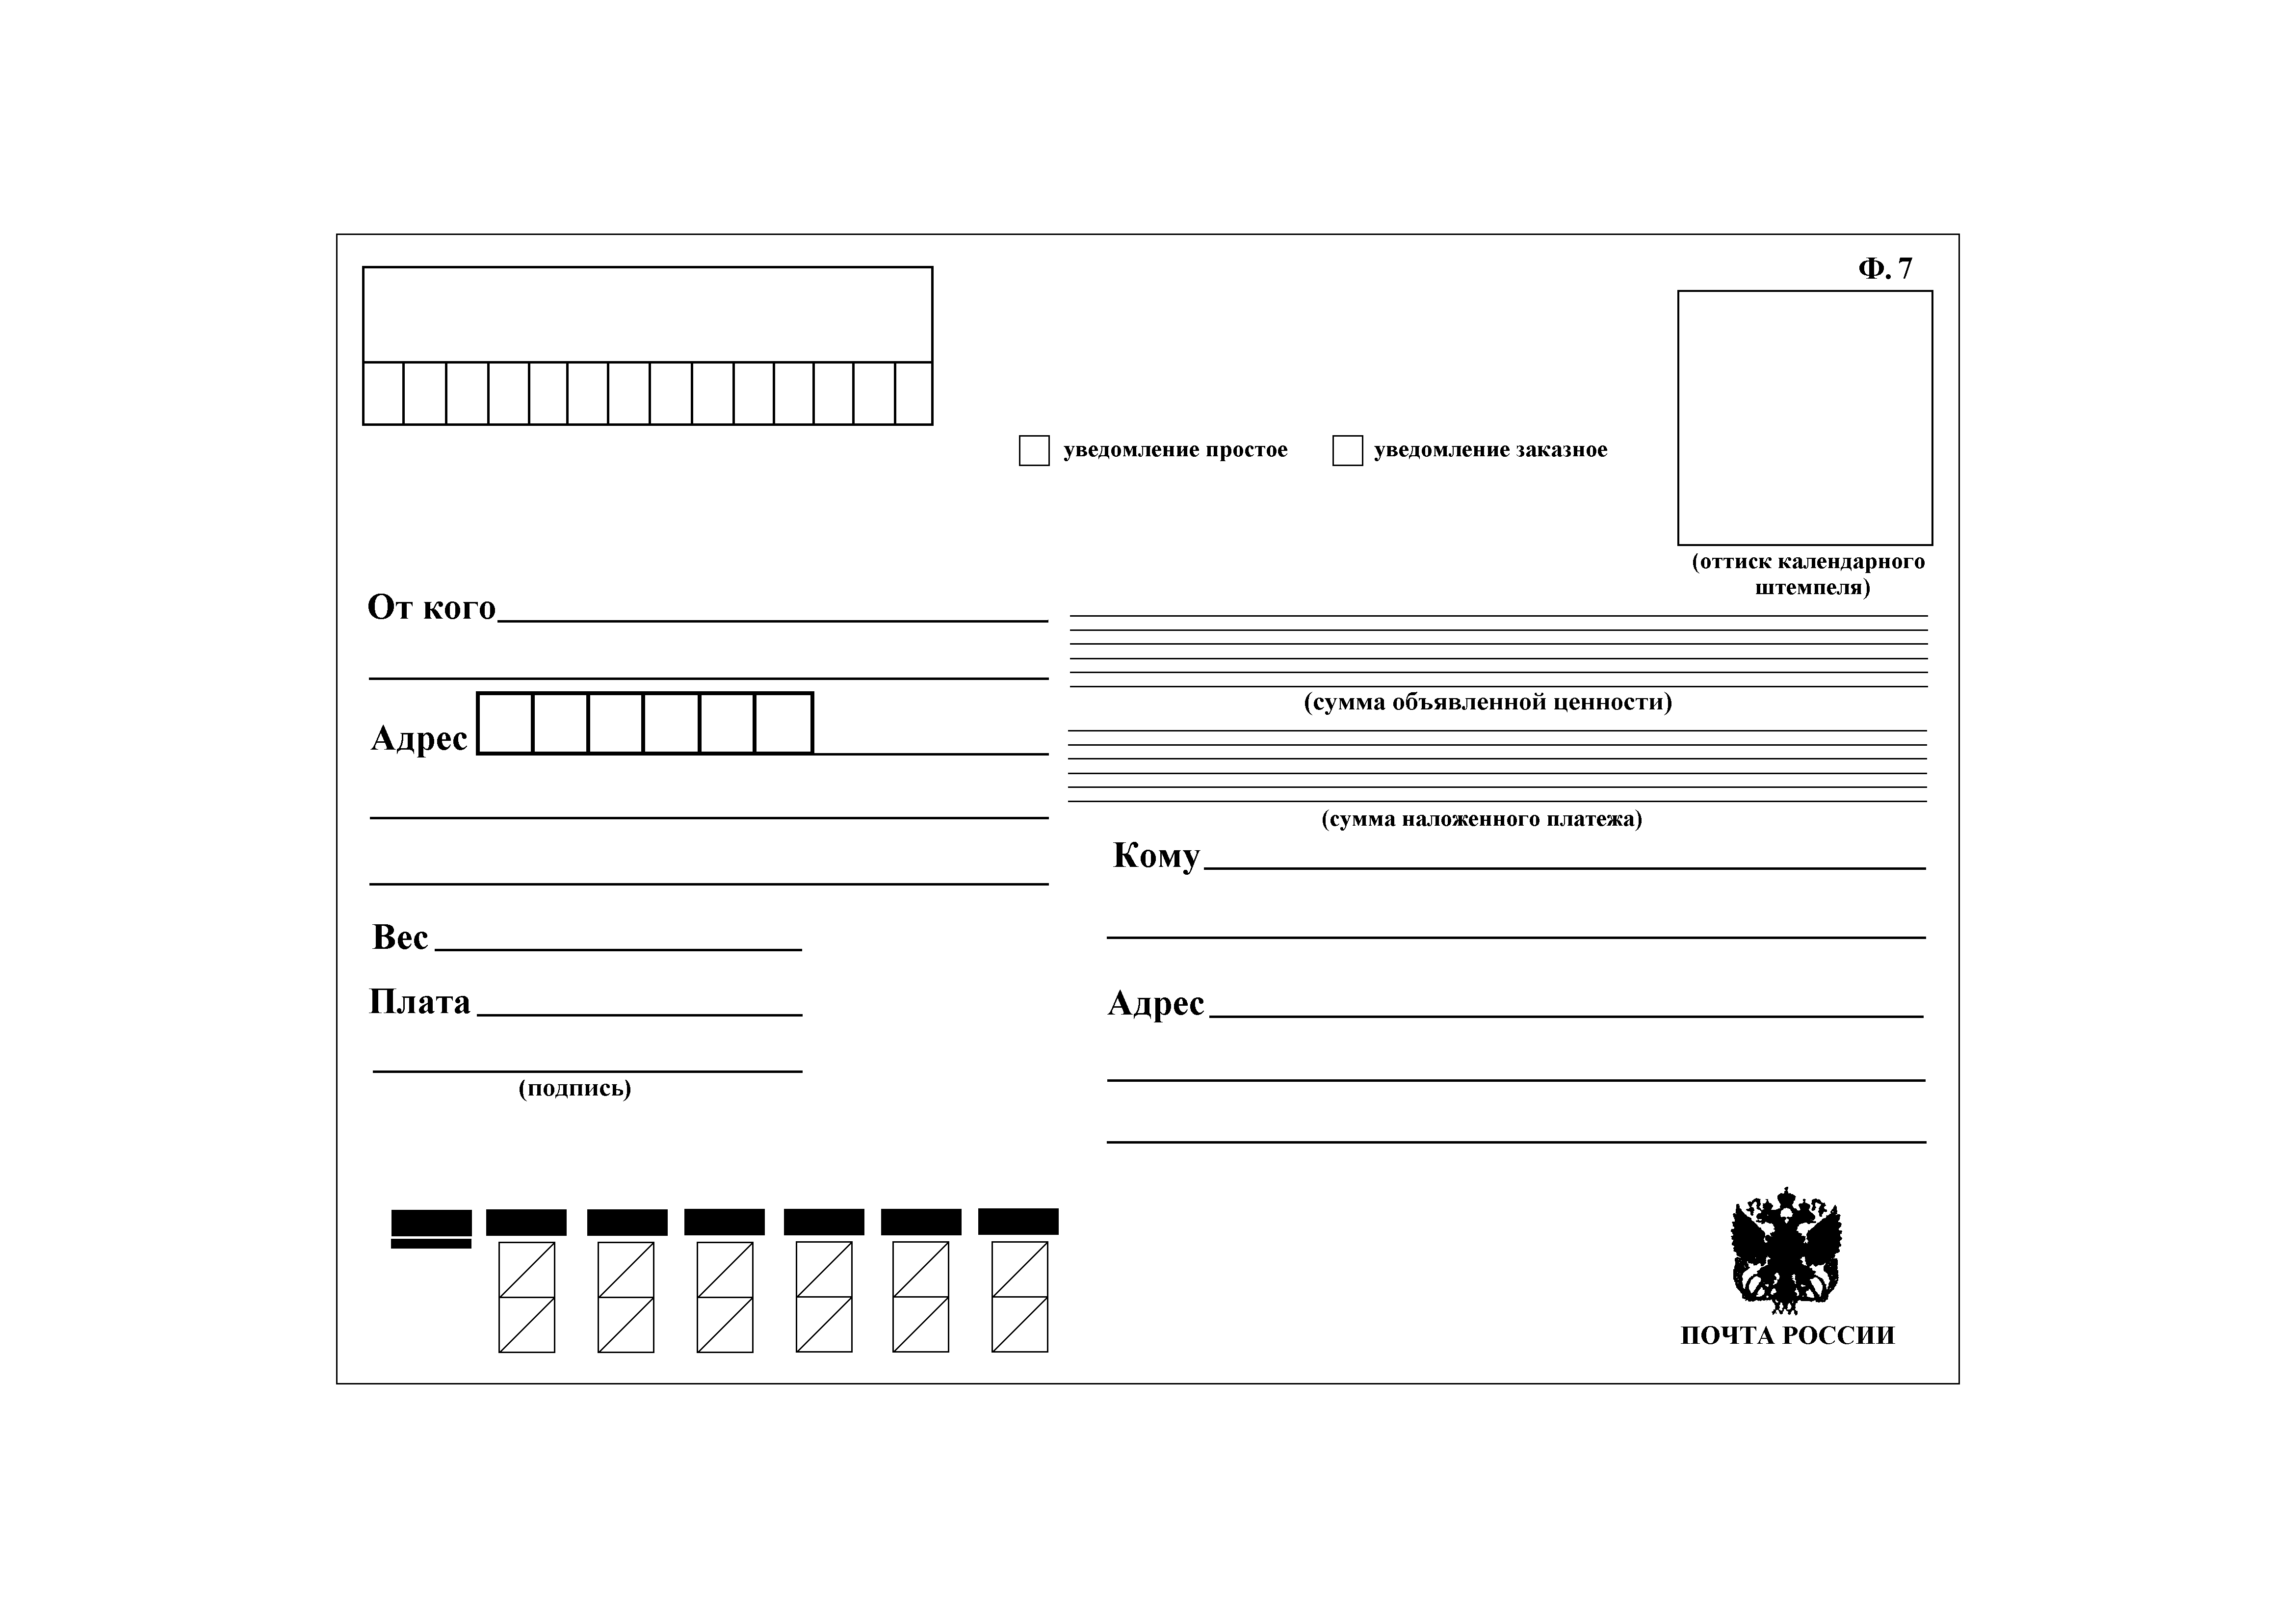 Ф. 7
уведомление простое
уведомление заказное
(оттиск календарного
штемпеля)
От кого
Адрес
Вес
Плата
(подпись)
(сумма объявленной ценности)
(сумма наложенного платежа)
Кому
Адрес
ПОЧТА РОССИИ